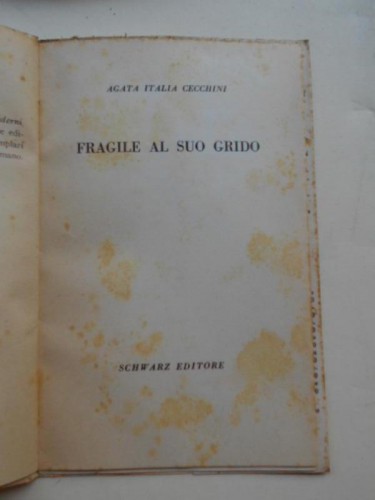 AGATA ITALIA CECCHINI
FRAGILE AL SUO GRIDO
SCHWARZ EDITORE